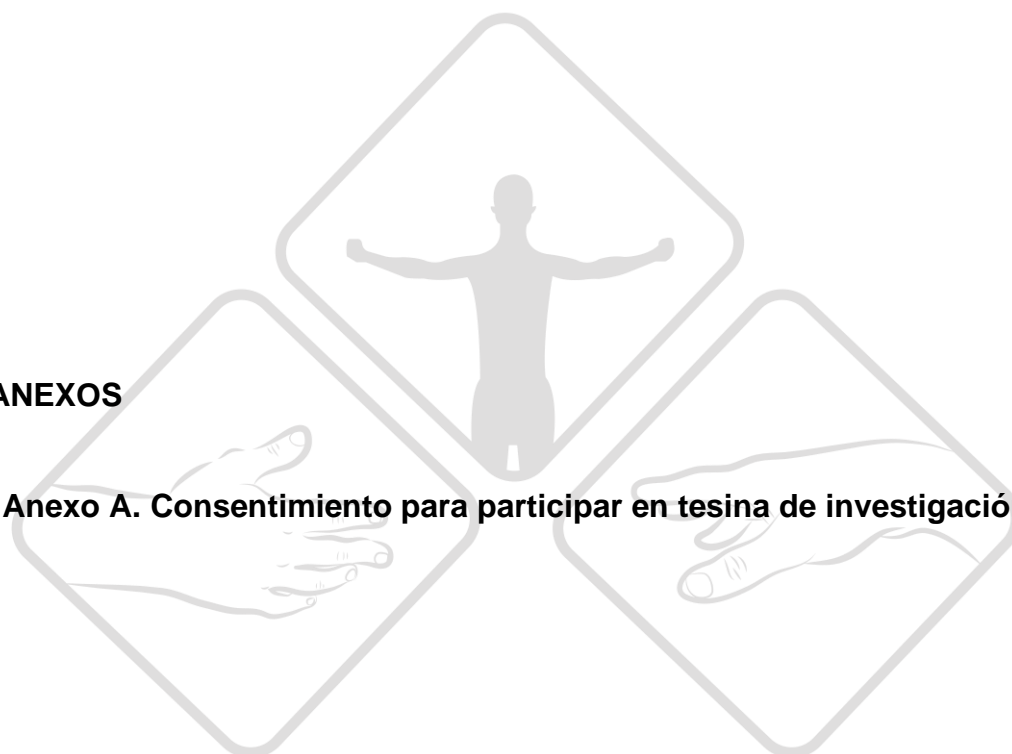 ANEXOS
Anexo A. Consentimiento para participar en tesina de investigació